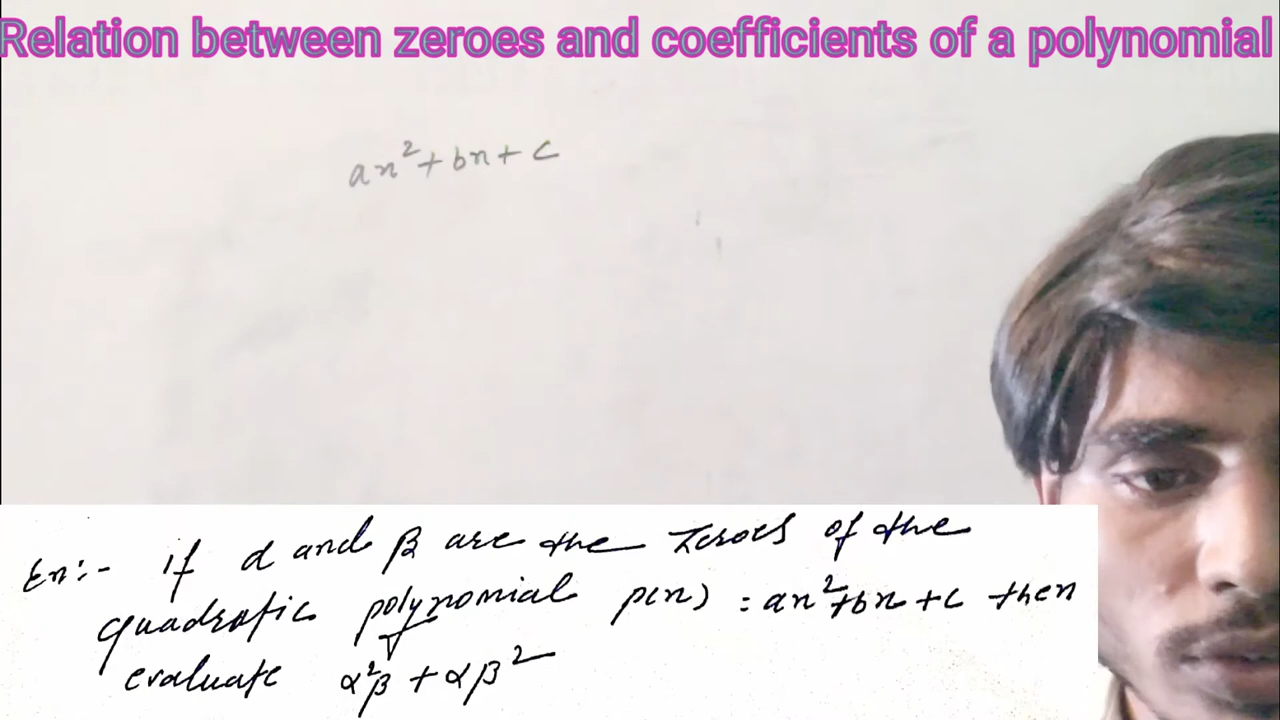 Relation between zeroes and coefficients of a polynomial
ax² + bx + c
Ex:- If α and β are the zeroes of the
quadratic polynomial p(x) = ax²+bx+c then
evaluate α²β + αβ²